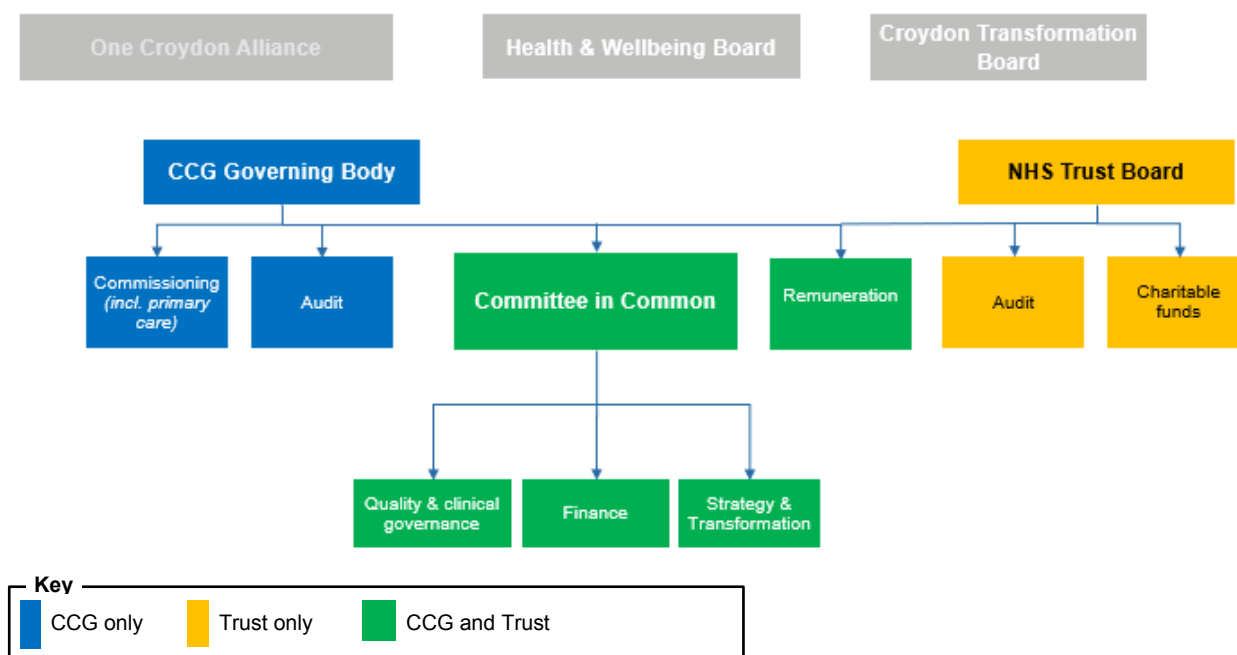 One Croydon Alliance
Health & Wellbeing Board
Croydon Transformation
Board
CCG Governing Body
NHS Trust Board
Commissioning
(incl. primary
care)
Audit
Committee in Common
Remuneration
Audit
Charitable
funds
Quality & clinical
governance
Finance
Strategy &
Transformation
Key
CCG only
Trust only
CCG and Trust